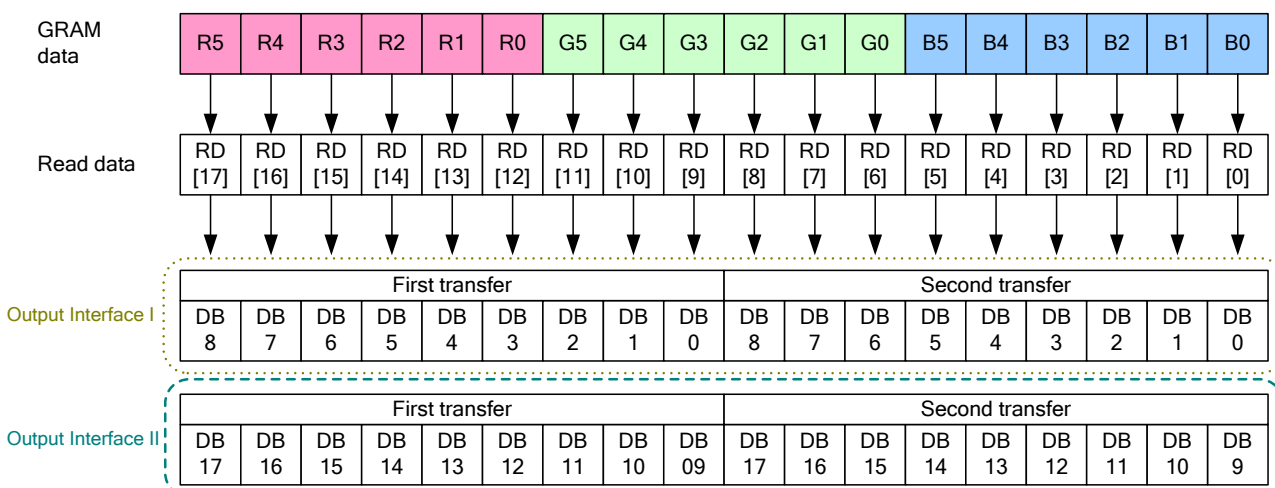 GRAM data
R5 R4 R3 R2 R1 R0 G5 G4 G3 G2 G1 G0 B5 B4 B3 B2 B1 B0
Read data
RD RD RD RD RD RD RD RD RD RD RD RD RD RD RD RD RD RD
[17] [16] [15] [14] [13] [12] [11] [10] [9] [8] [7] [6] [5] [4] [3] [2] [1] [0]
First transfer Second transfer
Output Interface I
DB DB DB DB DB DB DB DB DB DB DB DB DB DB DB DB DB DB
8 7 6 5 4 3 2 1 0 8 7 6 5 4 3 2 1 0
First transfer Second transfer
Output Interface II
DB DB DB DB DB DB DB DB DB DB DB DB DB DB DB DB DB DB
17 16 15 14 13 12 11 10 09 17 16 15 14 13 12 11 10 9